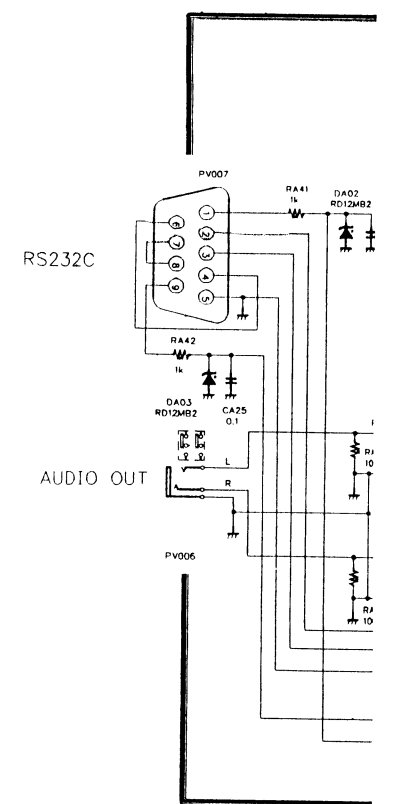 PV007
RA41
1k
DA02
RD12MB2
RS232C
1
2
3
4
5
6
7
8
9
RA42
1k
DA03
RD12MB2
CA25
0.1
AUDIO OUT
L
R
PV006